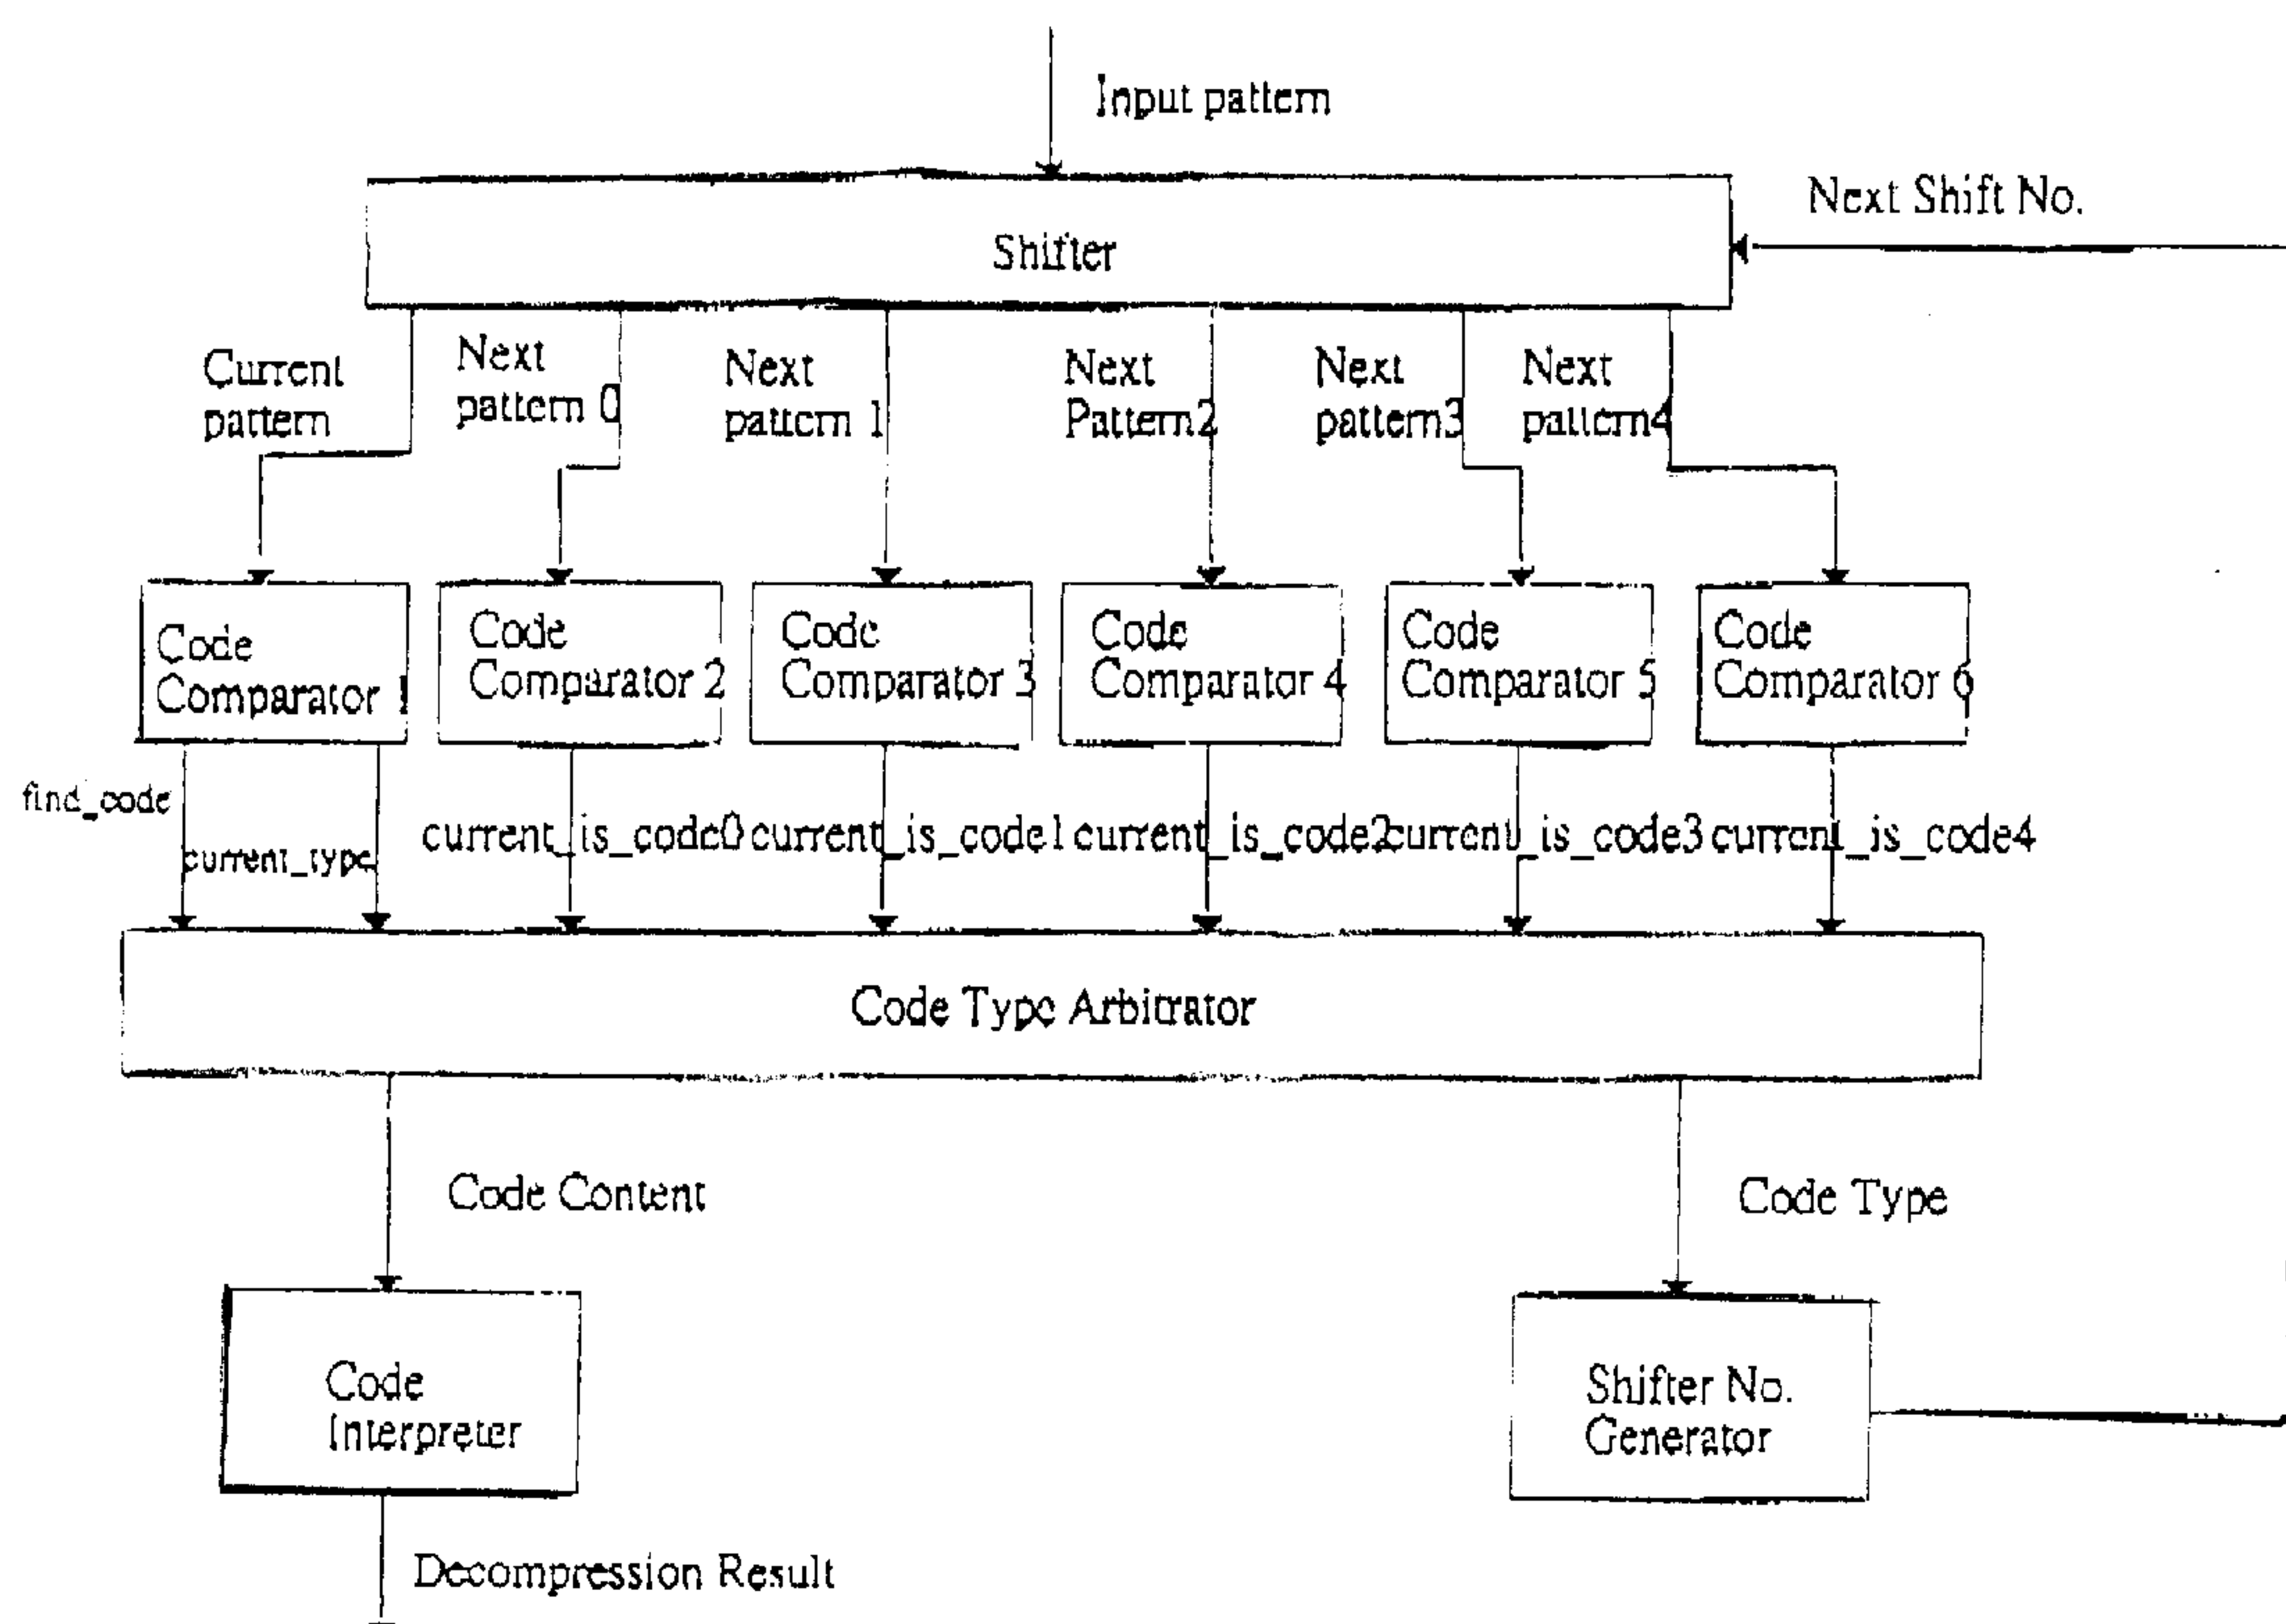 Input pattern
Next Shift No.
Shifter
Current
pattern
Next
pattern 0
Next
pattern 1
Next
Pattern2
Next
pattern3
Next
pattern4
Code
Comparator 1
Code
Comparator 2
Code
Comparator 3
Code
Comparator 4
Code
Comparator 5
Code
Comparator 6
find_code
current_type
current_is_code0
current_is_code1
current_is_code2
current_is_code3
current_is_code4
Code Type Arbitrator
Code Content
Code Type
Code
Interpreter
Shifter No.
Generator
Decompression Result